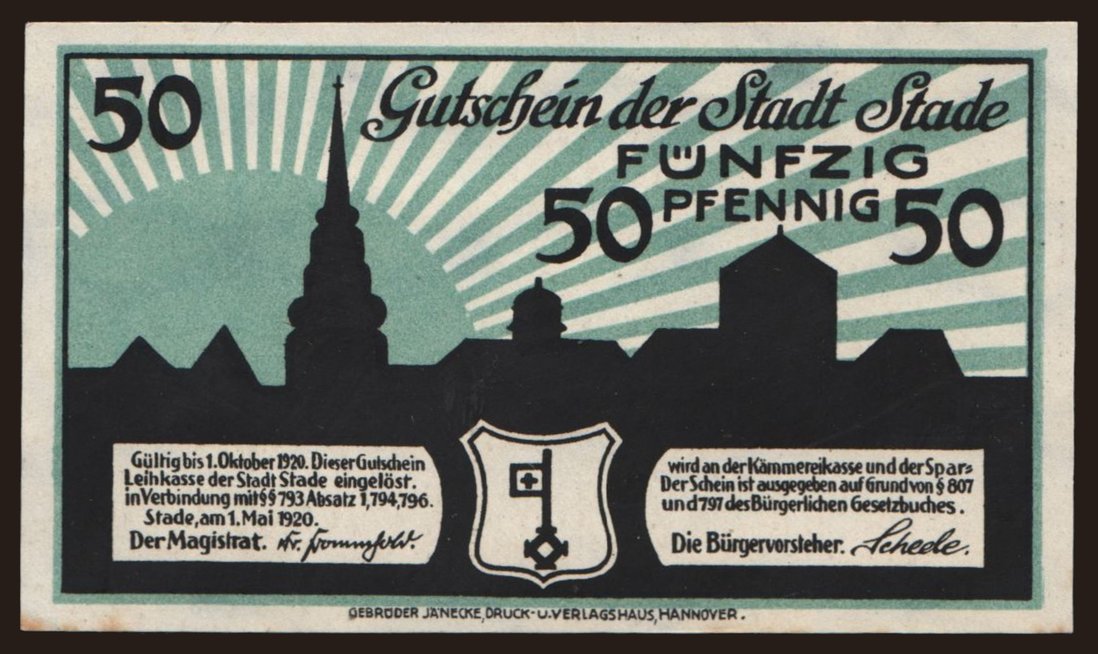 50
Gutschein der Stadt Stade
FÜNFZIG
50 PFENNIG 50
Gültig bis 1. Oktober 1920. Dieser Gutschein
Leihkasse der Stadt Stade eingelöst.
in Verbindung mit §§ 793 Absatz 1, 794, 796.
Stade, am 1. Mai 1920.
Der Magistrat.
wird an der Kämmereikasse und der Spar=
Der Schein ist ausgegeben auf Grund von § 807
und 797 des Bürgerlichen Gesetzbuches.
Die Bürgervorsteher. Scheele.
GEBRÜDER JÄNECKE, DRUCK- U. VERLAGSHAUS, HANNOVER.